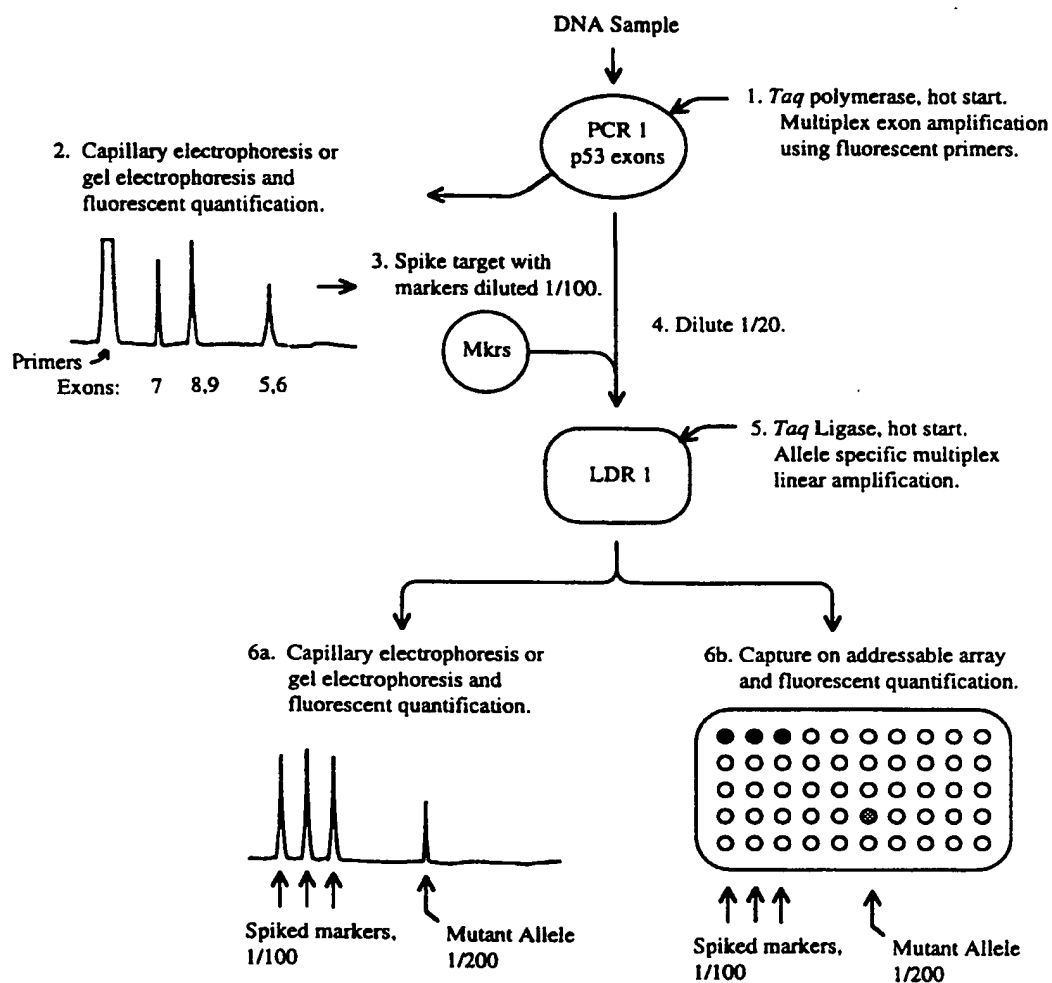 DNA Sample
PCR 1
p53 exons
1. Taq polymerase, hot start.
Multiplex exon amplification
using fluorescent primers.
2. Capillary electrophoresis or
gel electrophoresis and
fluorescent quantification.
3. Spike target with
markers diluted 1/100.
Mkrs
4. Dilute 1/20.
Primers
Exons: 7 8,9 5,6
5. Taq Ligase, hot start.
Allele specific multiplex
linear amplification.
LDR 1
6a. Capillary electrophoresis or
gel electrophoresis and
fluorescent quantification.
Spiked markers,
1/100
Mutant Allele
1/200
6b. Capture on addressable array
and fluorescent quantification.
Spiked markers,
1/100
Mutant Allele
1/200